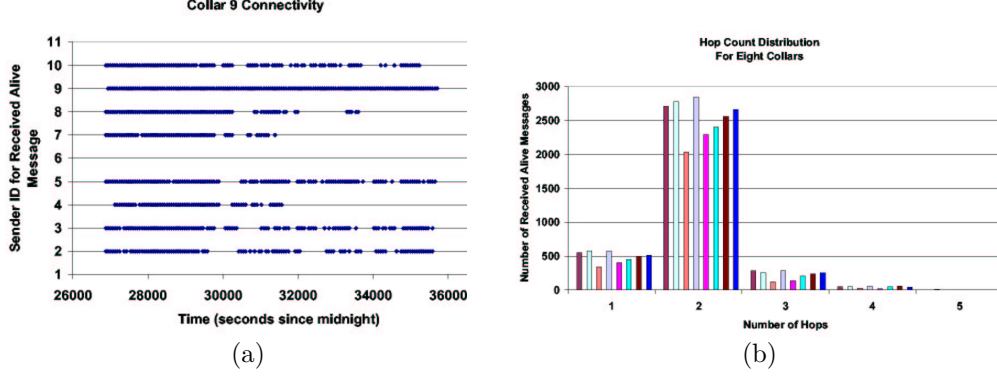 Collar 9 Connectivity
Sender ID for Received Alive
Message
11
10
9
8
7
6
5
4
3
2
1
26000 28000 30000 32000 34000 36000
Time (seconds since midnight)
(a)
Hop Count Distribution
For Eight Collars
Number of Received Alive Messages
3000
2500
2000
1500
1000
500
0
1 2 3 4 5
Number of Hops
(b)